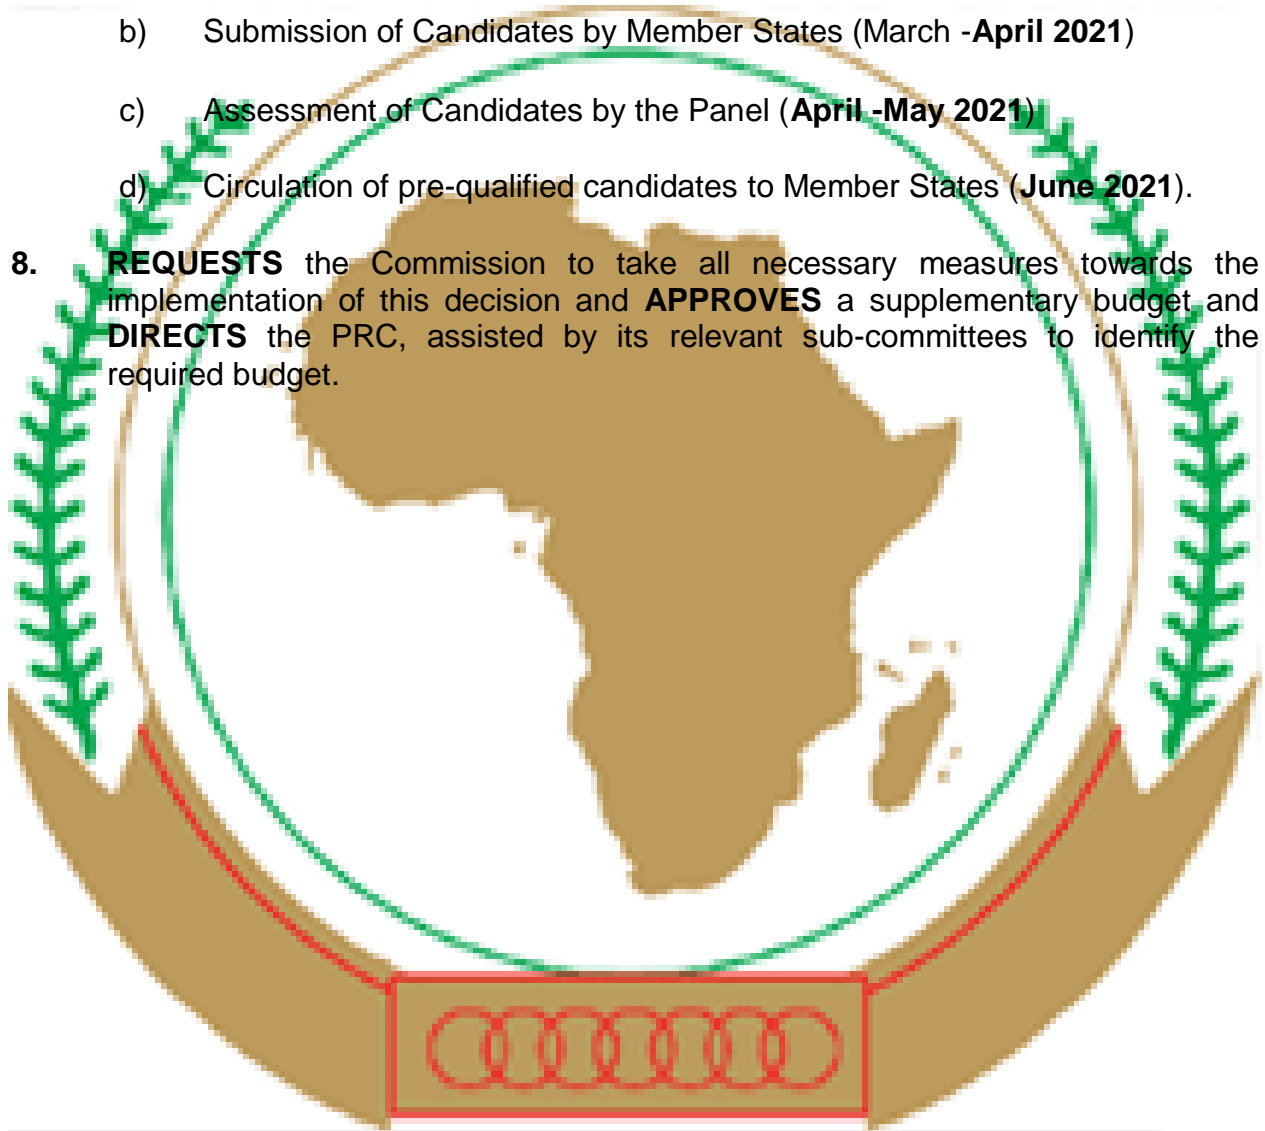 b) Submission of Candidates by Member States (March -April 2021)
c) Assessment of Candidates by the Panel (April -May 2021)
d) Circulation of pre-qualified candidates to Member States (June 2021).
8. REQUESTS the Commission to take all necessary measures towards the
implementation of this decision and APPROVES a supplementary budget and
DIRECTS the PRC, assisted by its relevant sub-committees to identify the
required budget.